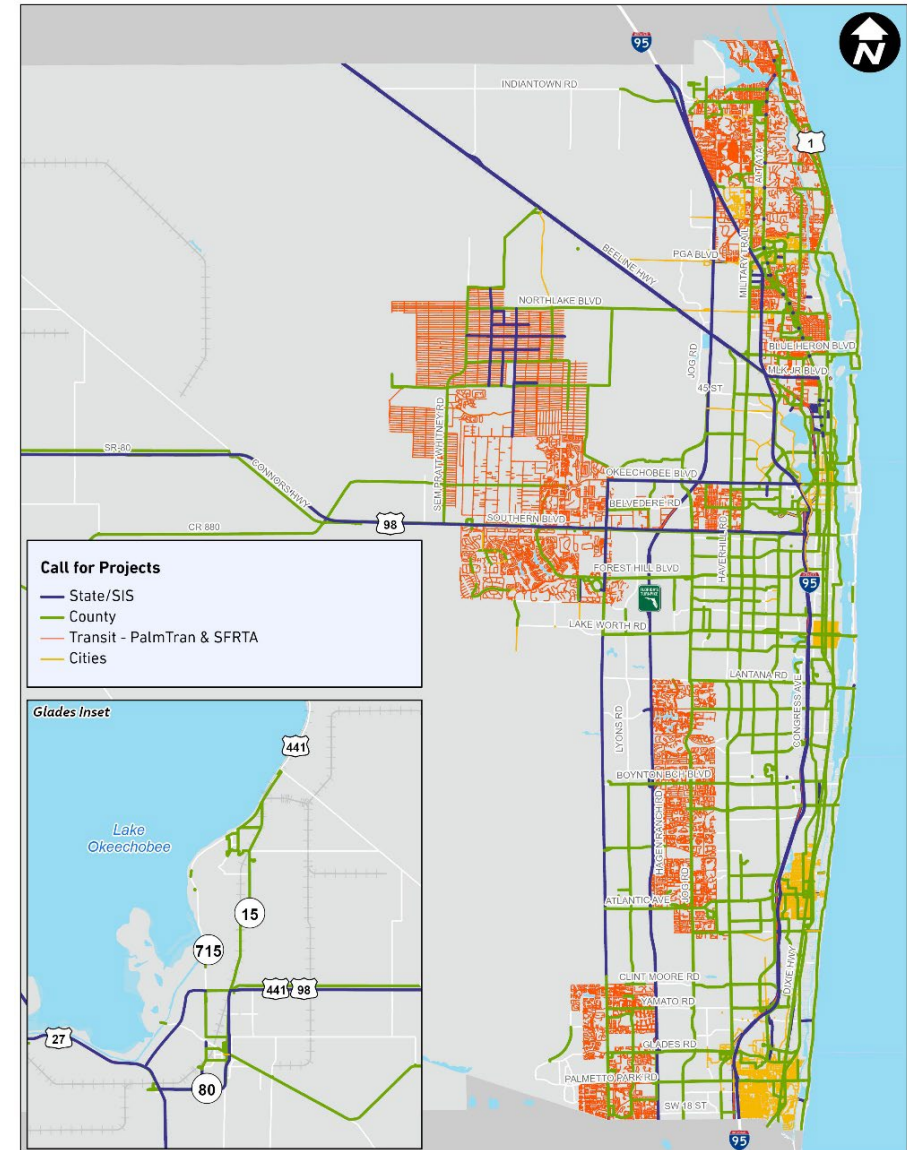 95
N
INDIANTOWN RD
1
ALT A1A
MILITARY TRAIL
PGA BLVD
BEELINE HWY
NORTHLAKE BLVD
BLUE HERON BLVD
JOG RD
MLK JR BLVD
45 ST
SEM PRATT WHITNEY RD
SR-80
CONNORS HWY
OKEECHOBEE BLVD
BELVEDERE RD
98
SOUTHERN BLVD
CR 880
HAVERHILL RD
FOREST HILL BLVD
95
LAKE WORTH RD
LANTANA RD
CONGRESS AVE
LYONS RD
BOYNTON BCH BLVD
HAGEN RANCH RD
JOG RD
ATLANTIC AVE
DIXIE HWY
CLINT MOORE RD
YAMATO RD
GLADES RD
PALMETTO PARK RD
SW 18 ST
95
Call for Projects
State/SIS
County
Transit - PalmTran & SFRTA
Cities
Glades Inset
441
Lake
Okeechobee
15
715
441 98
27
80